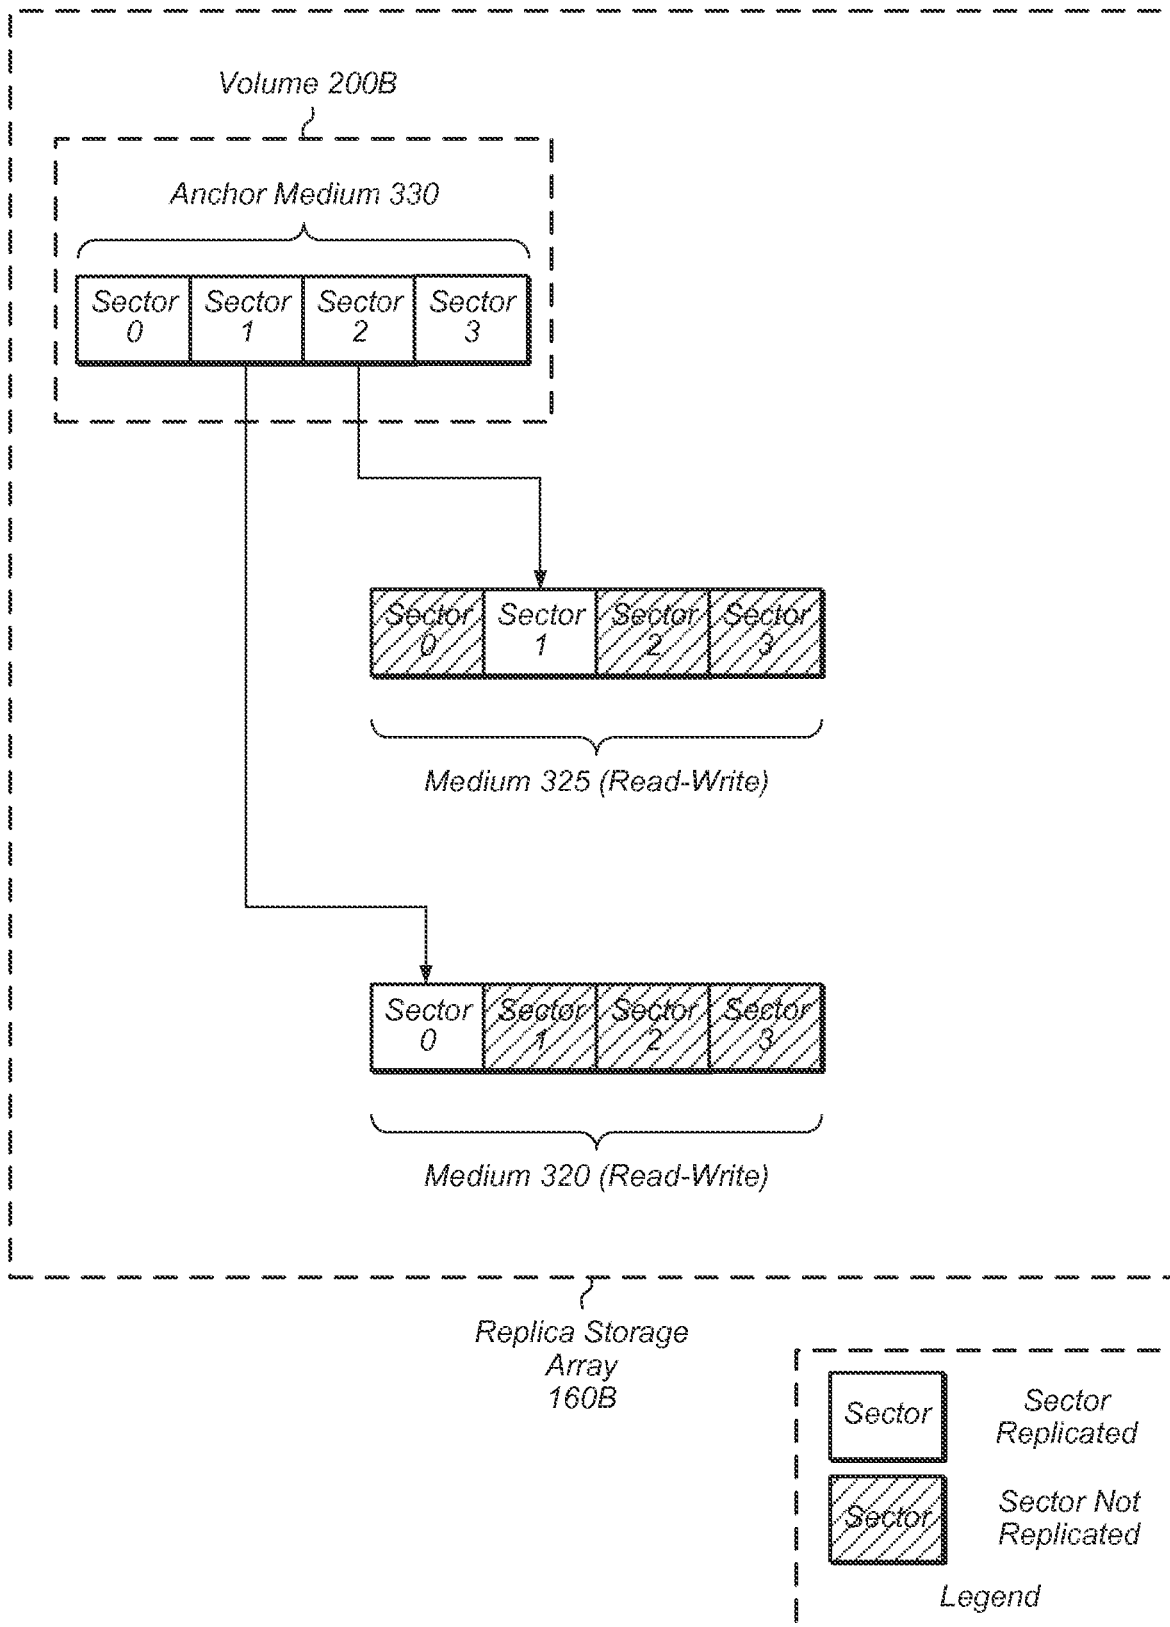 Volume 200B
Anchor Medium 330
Sector Sector Sector Sector
0 1 2 3
Sector Sector Sector Sector
0 1 2 3
Medium 325 (Read-Write)
Sector Sector Sector Sector
0 1 2 3
Medium 320 (Read-Write)
Replica Storage
Array
160B
Sector
Sector
Replicated
Sector
Sector Not
Replicated
Legend